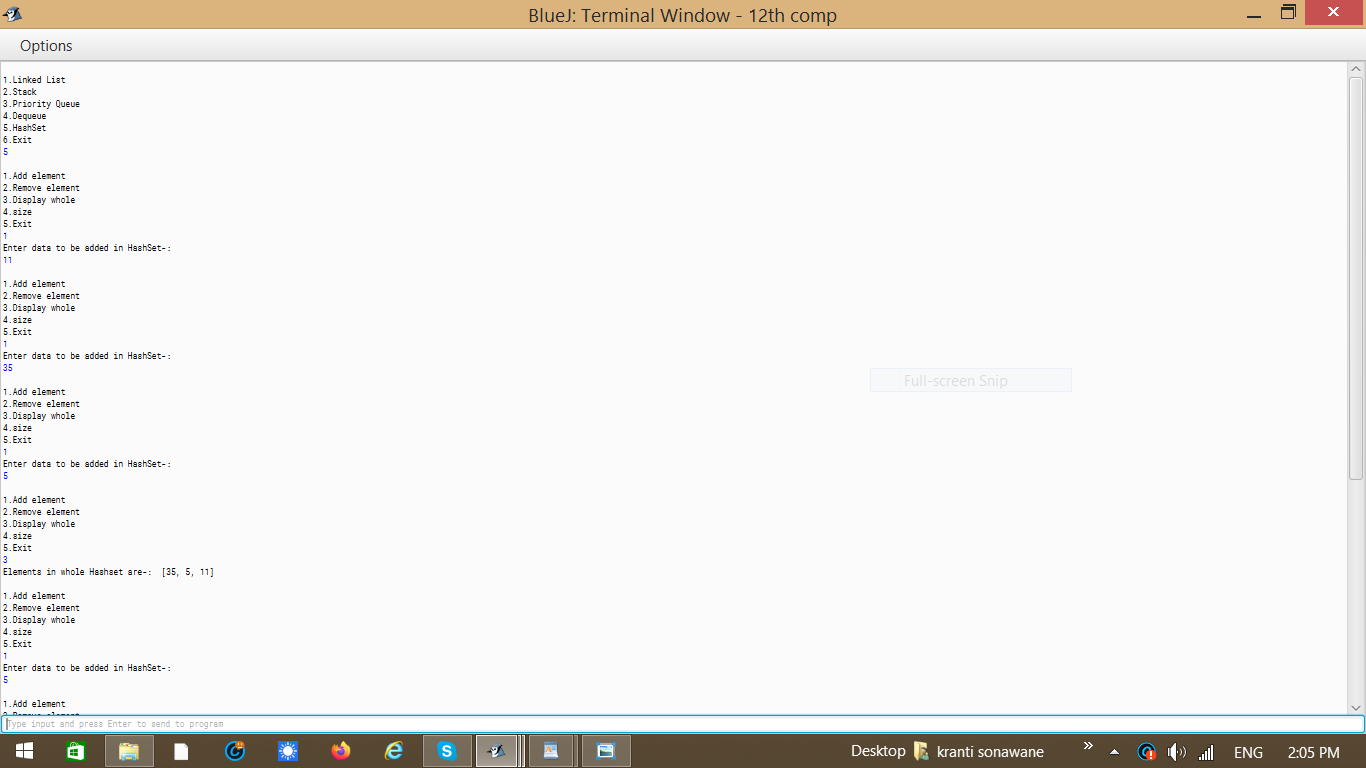 BlueJ: Terminal Window - 12th comp
Options
1.Linked List
2.Stack
3.Priority Queue
4.Dequeue
5.HashSet
6.Exit
5
1.Add element
2.Remove element
3.Display whole
4.size
5.Exit
1
Enter data to be added in HashSet-:
11
1.Add element
2.Remove element
3.Display whole
4.size
5.Exit
1
Enter data to be added in HashSet-:
35
1.Add element
2.Remove element
3.Display whole
4.size
5.Exit
1
Enter data to be added in HashSet-:
5
1.Add element
2.Remove element
3.Display whole
4.size
5.Exit
3
Elements in whole Hashset are-:  [35, 5, 11]
1.Add element
2.Remove element
3.Display whole
4.size
5.Exit
1
Enter data to be added in HashSet-:
5
1.Add element
2.Remove element
Full-screen Snip
Type input and press Enter to send to program
Desktop kranti sonawane » ENG 2:05 PM